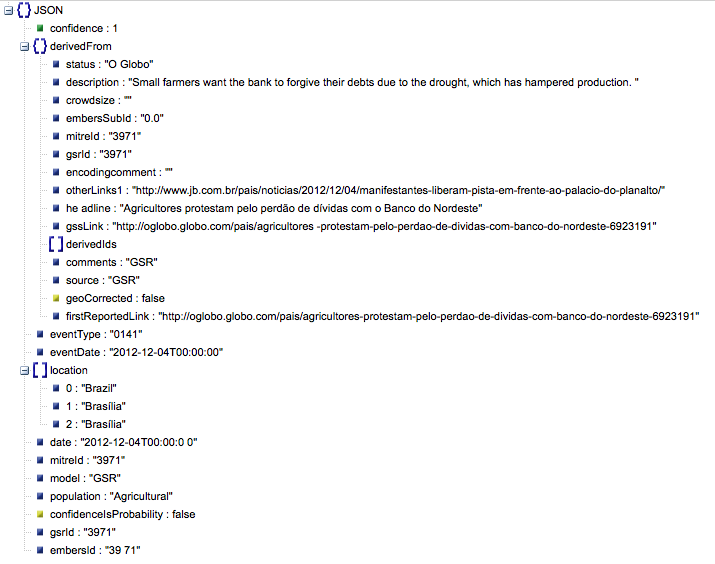 JSON
confidence : 1
derivedFrom
status : "O Globo"
description : "Small farmers want the bank to forgive their debts due to the drought, which has hampered production. "
crowdsize : ""
embersSubId : "0.0"
mitreId : "3971"
gsrId : "3971"
encodingcomment : ""
otherLinks1 : "http://www.jb.com.br/pais/noticias/2012/12/04/manifestantes-liberam-pista-em-frente-ao-palacio-do-planalto/"
he adline : "Agricultores protestam pelo perdão de dívidas com o Banco do Nordeste"
gssLink : "http://oglobo.globo.com/pais/agricultores -protestam-pelo-perdao-de-dividas-com-banco-do-nordeste-6923191"
derivedIds
comments : "GSR"
source : "GSR"
geoCorrected : false
firstReportedLink : "http://oglobo.globo.com/pais/agricultores-protestam-pelo-perdao-de-dividas-com-banco-do-nordeste-6923191"
eventType : "0141"
eventDate : "2012-12-04T00:00:00"
location
0 : "Brazil"
1 : "Brasília"
2 : "Brasília"
date : "2012-12-04T00:00:0 0"
mitreId : "3971"
model : "GSR"
population : "Agricultural"
confidenceIsProbability : false
gsrId : "3971"
embersId : "39 71"